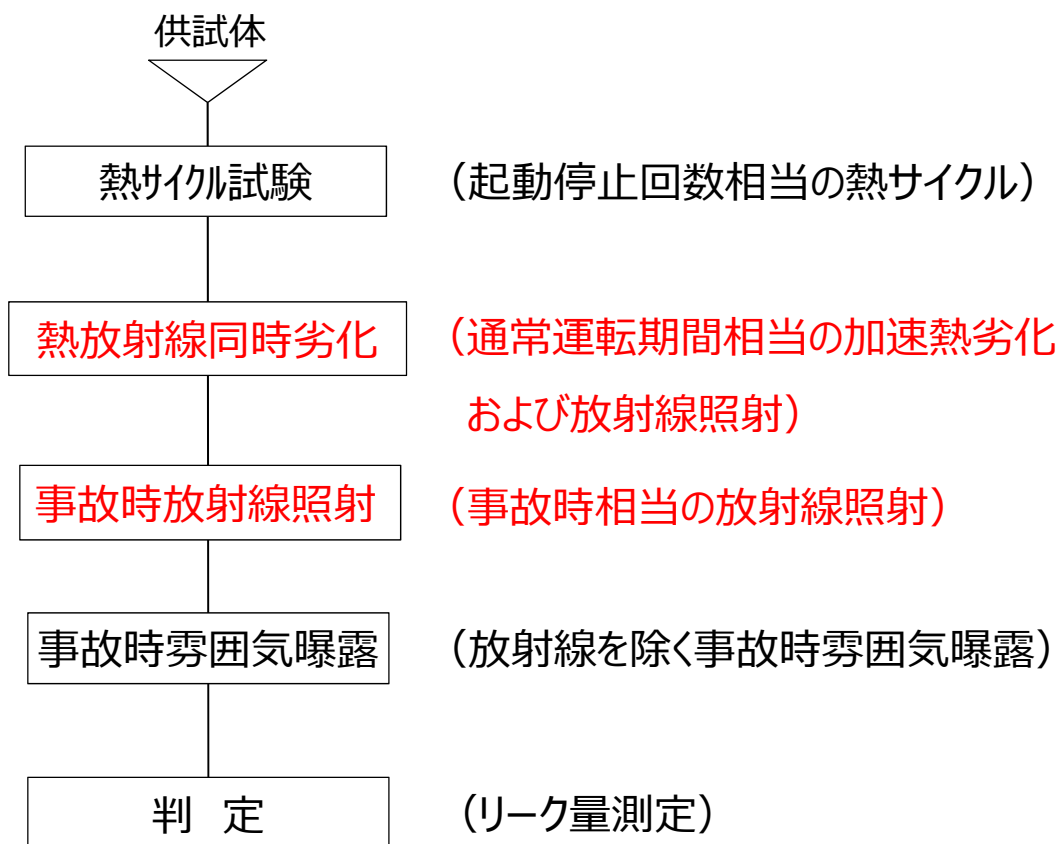 供試体
熱サイクル試験
（起動停止回数相当の熱サイクル）
熱放射線同時劣化
（通常運転期間相当の加速熱劣化
および放射線照射）
事故時放射線照射
（事故時相当の放射線照射）
事故時雰囲気曝露
（放射線を除く事故時雰囲気曝露）
判 定
（リーク量測定）